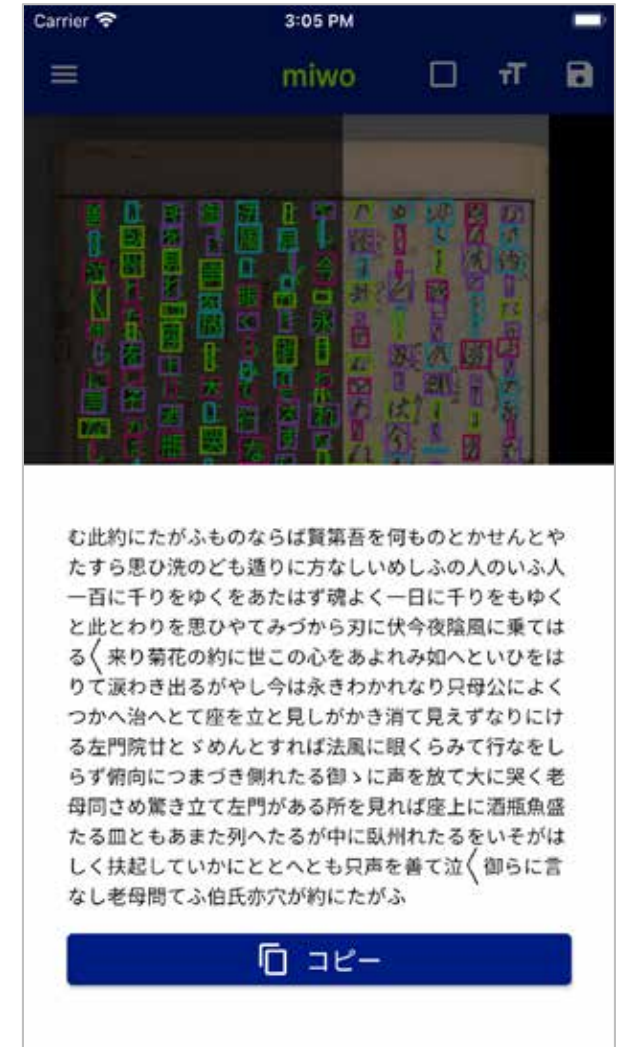 Carrier
3:05 PM
miwo
む此約にたがふものならば賢第吾を何ものとかせんとや
たすら思ひ洗のども遁りに方なしいめしふの人のいふ人
一百に千りをゆくをあたはず魂よく一日に千りをもゆく
と此とわりを思ひやてみづから刃に伏今夜陰風に乗ては
る〱来り菊花の約に世この心をあよれみ如へといひをは
りて涙わき出るがやし今は永きわかれなり只母公によく
つかへ治へとて座を立と見しがかき消て見えずなりにけ
る左門院廿とゞめんとすれば法風に眼くらみて行なをし
らず俯向につまづき側れたる御ゝに声を放て大に哭く老
母同さめ驚き立て左門がある所を見れば座上に酒瓶魚盛
たる皿ともあまた列へたるが中に臥州れたるをいそがは
しく扶起していかにととへとも只声を善て泣〱御らに言
なし老母問てふ伯氏亦穴が約にたがふ
コピー